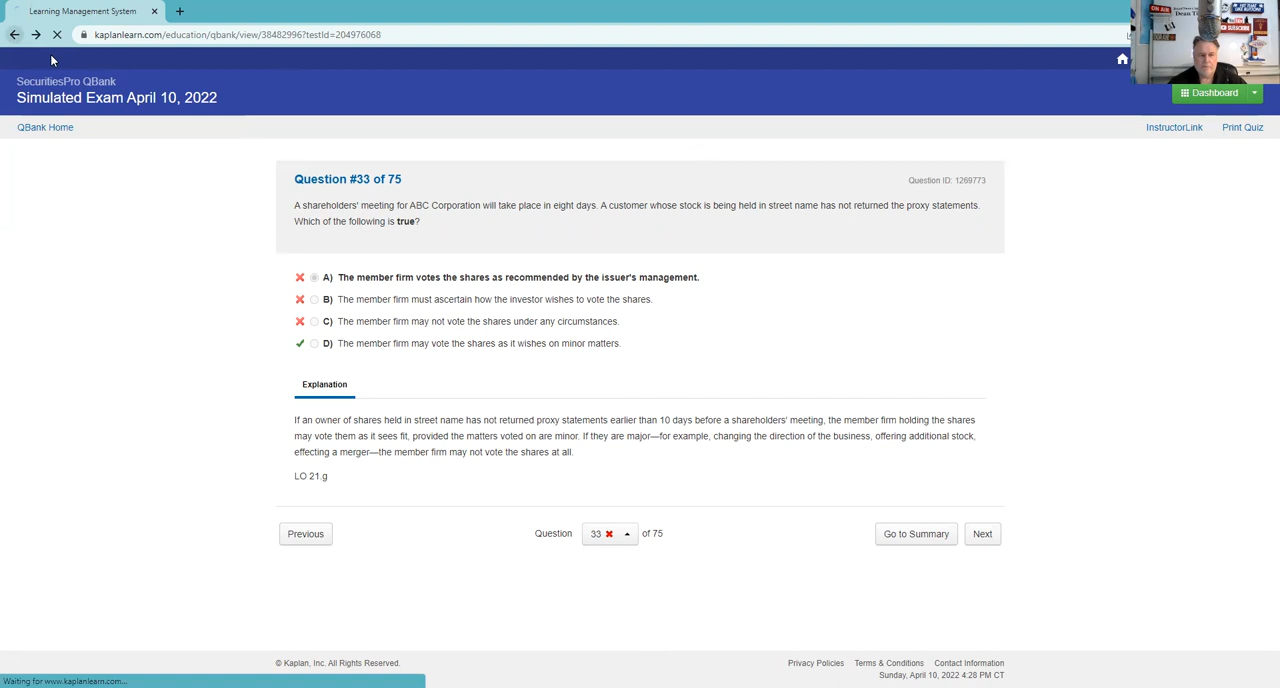 Learning Management System
kaplanlearn.com/education/qbank/view/38482996?testId=204976068
ON AIR
SUBSCRIBE
SecuritiesPro QBank
Simulated Exam April 10, 2022
Dashboard
QBank Home
InstructorLink Print Quiz
Question #33 of 75
Question ID: 1269773
A shareholders' meeting for ABC Corporation will take place in eight days. A customer whose stock is being held in street name has not returned the proxy statements.
Which of the following is true?
A) The member firm votes the shares as recommended by the issuer's management.
B) The member firm must ascertain how the investor wishes to vote the shares.
C) The member firm may not vote the shares under any circumstances.
D) The member firm may vote the shares as it wishes on minor matters.
Explanation
If an owner of shares held in street name has not returned proxy statements earlier than 10 days before a shareholders' meeting, the member firm holding the shares
may vote them as it sees fit, provided the matters voted on are minor. If they are major—for example, changing the direction of the business, offering additional stock,
effecting a merger—the member firm may not vote the shares at all.
LO 21.g
Previous
Question 33 of 75
Go to Summary
Next
© Kaplan, Inc. All Rights Reserved.
Privacy Policies Terms & Conditions Contact Information
Sunday, April 10, 2022 4:28 PM CT
Waiting for www.kaplanlearn.com...